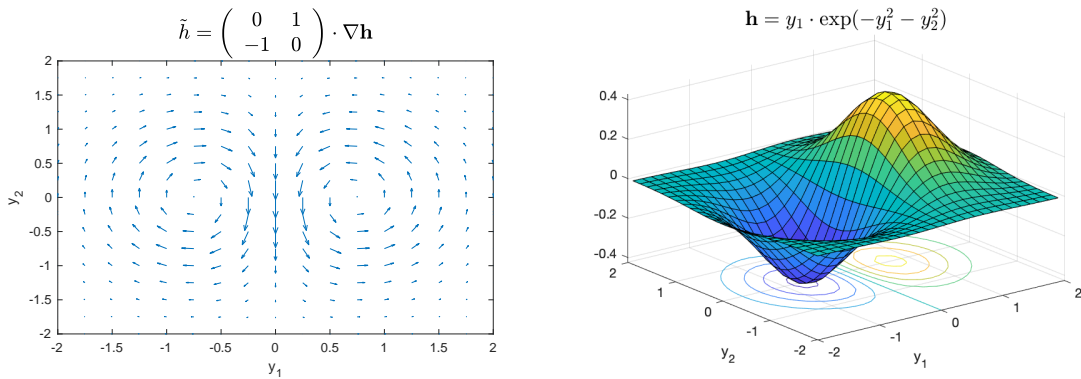 h̃ = ( 0 1 -1 0 ) · ∇h
2
1.5
1
0.5
0
-0.5
-1
-1.5
-2
y₂
-2 -1.5 -1 -0.5 0 0.5 1 1.5 2
y₁
h = y₁ · exp(−y₁² − y₂²)
0.4
0.2
0
-0.2
-0.4
2 1 0 -1 -2
y₂
-2 -1 0 1 2
y₁